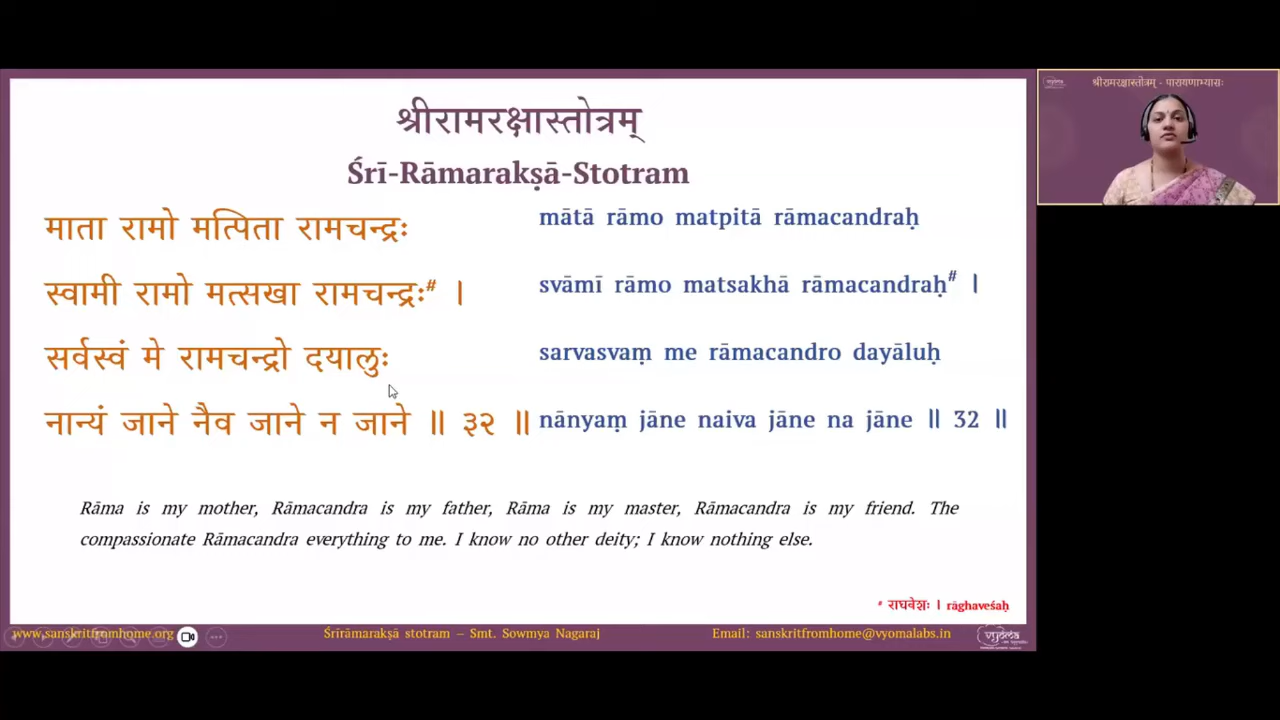 श्रीरामरक्षास्तोत्रम् - पारायणाभ्यासः
श्रीरामरक्षास्तोत्रम्
Śrī-Rāmarakṣā-Stotram
माता रामो मत्पिता रामचन्द्रः
mātā rāmo matpitā rāmacandraḥ
स्वामी रामो मत्सखा रामचन्द्रः# ।
svāmī rāmo matsakhā rāmacandraḥ# ।
सर्वस्वं मे रामचन्द्रो दयालुः
sarvasvaṃ me rāmacandro dayāluḥ
नान्यं जाने नैव जाने न जाने ॥ ३२ ॥
nānyaṃ jāne naiva jāne na jāne ॥ 32 ॥
Rāma is my mother, Rāmacandra is my father, Rāma is my master, Rāmacandra is my friend. The
compassionate Rāmacandra everything to me. I know no other deity; I know nothing else.
# राघवेशः । rāghaveśaḥ
www.sanskritfromhome.org
Śrīrāmarakṣā stotram – Smt. Sowmya Nagaraj
Email: sanskritfromhome@vyomalabs.in
vyoma